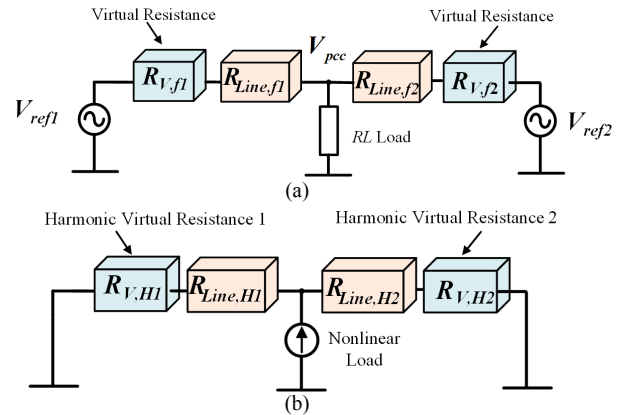 Virtual Resistance
Virtual Resistance
V_pcc
R_V,f1
R_Line,f1
R_Line,f2
R_V,f2
V_ref1
RL Load
V_ref2
(a)
Harmonic Virtual Resistance 1
Harmonic Virtual Resistance 2
R_V,H1
R_Line,H1
R_Line,H2
R_V,H2
Nonlinear
Load
(b)